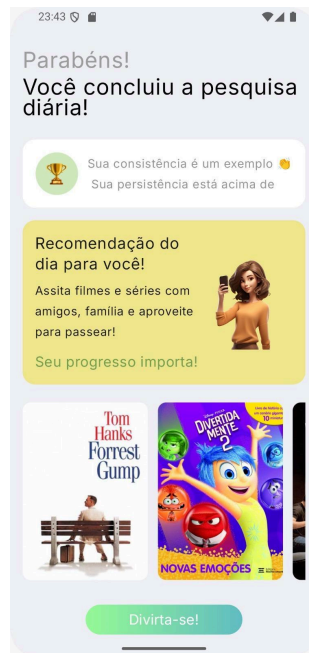 23:43
Parabéns!
Você concluiu a pesquisa
diária!
Sua consistência é um exemplo 👏
Sua persistência está acima de
Recomendação do
dia para você!
Assita filmes e séries com
amigos, família e aproveite
para passear!
Seu progresso importa!
Tom
Hanks
Forrest
Gump
DIVERTIDA
MENTE
2
NOVAS EMOÇÕES
Divirta-se!